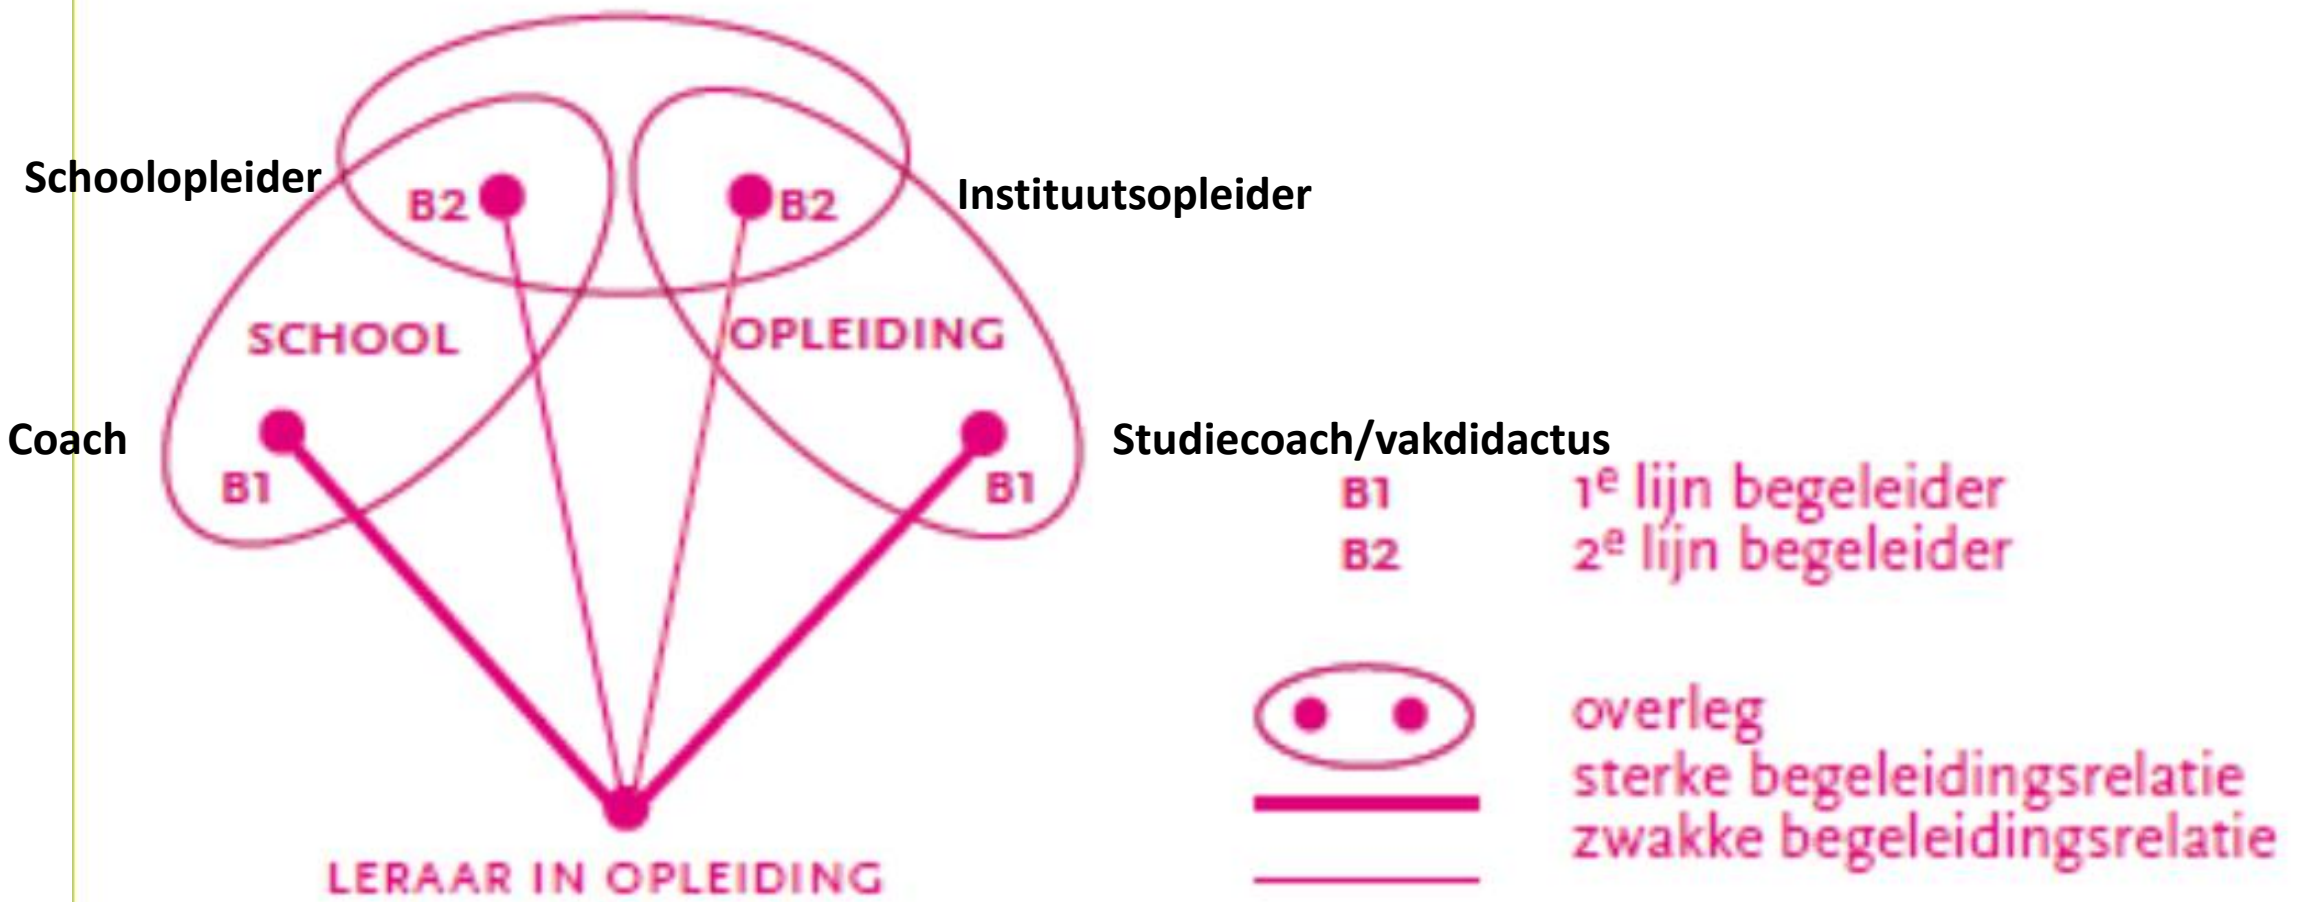 Schoolopleider
B2
B2
Instituutsopleider
SCHOOL
OPLEIDING
Coach
B1
B1
Studiecoach/vakdidactus
B1 1e lijn begeleider
B2 2e lijn begeleider
overleg
sterke begeleidingsrelatie
zwakke begeleidingsrelatie
LERAAR IN OPLEIDING